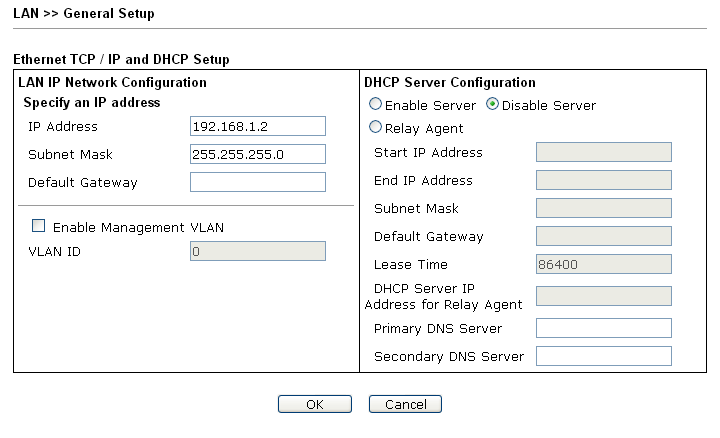 LAN >> General Setup
Ethernet TCP / IP and DHCP Setup
LAN IP Network Configuration
Specify an IP address
IP Address 192.168.1.2
Subnet Mask 255.255.255.0
Default Gateway
Enable Management VLAN
VLAN ID 0
DHCP Server Configuration
Enable Server Disable Server
Relay Agent
Start IP Address
End IP Address
Subnet Mask
Default Gateway
Lease Time 86400
DHCP Server IP
Address for Relay Agent
Primary DNS Server
Secondary DNS Server
OK Cancel